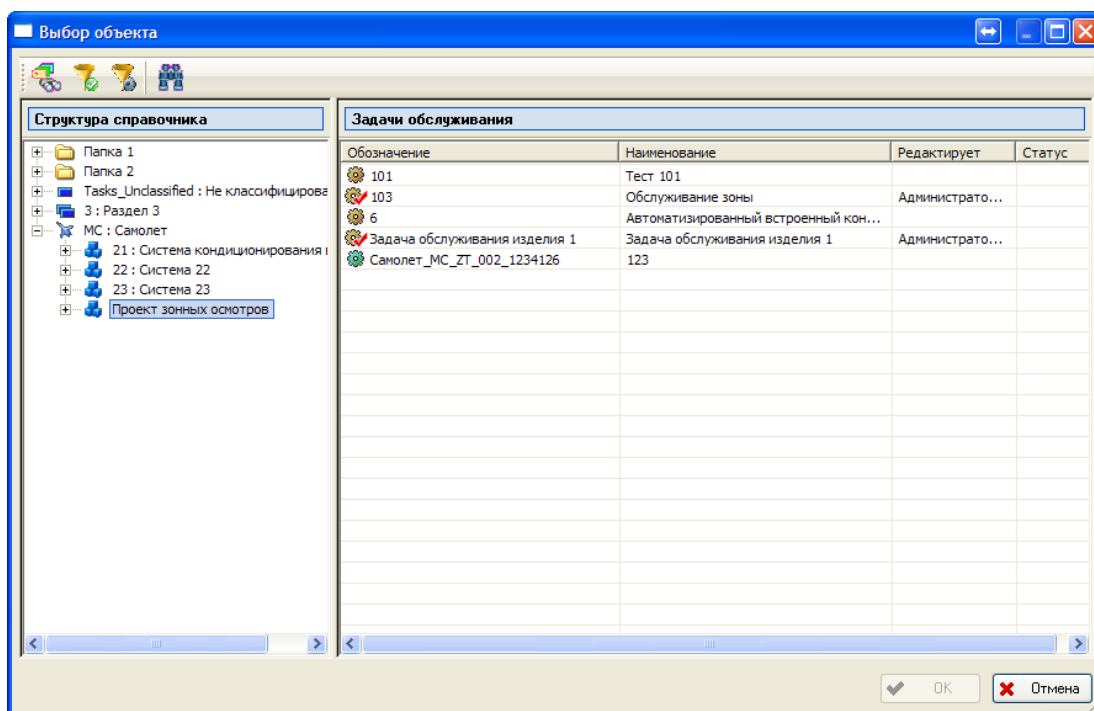 Выбор объекта
Структура справочника
Папка 1
Папка 2
Tasks_Unclassified : Не классифицирова
3 : Раздел 3
МС : Самолет
21 : Система кондиционирования
22 : Система 22
23 : Система 23
Проект зонных осмотров
Задачи обслуживания
Обозначение Наименование Редактирует Статус
101 Тест 101
103 Обслуживание зоны Администрато...
6 Автоматизированный встроенный кон...
Задача обслуживания изделия 1 Задача обслуживания изделия 1 Администрато...
Самолет_МС_ZT_002_1234126 123
OK Отмена